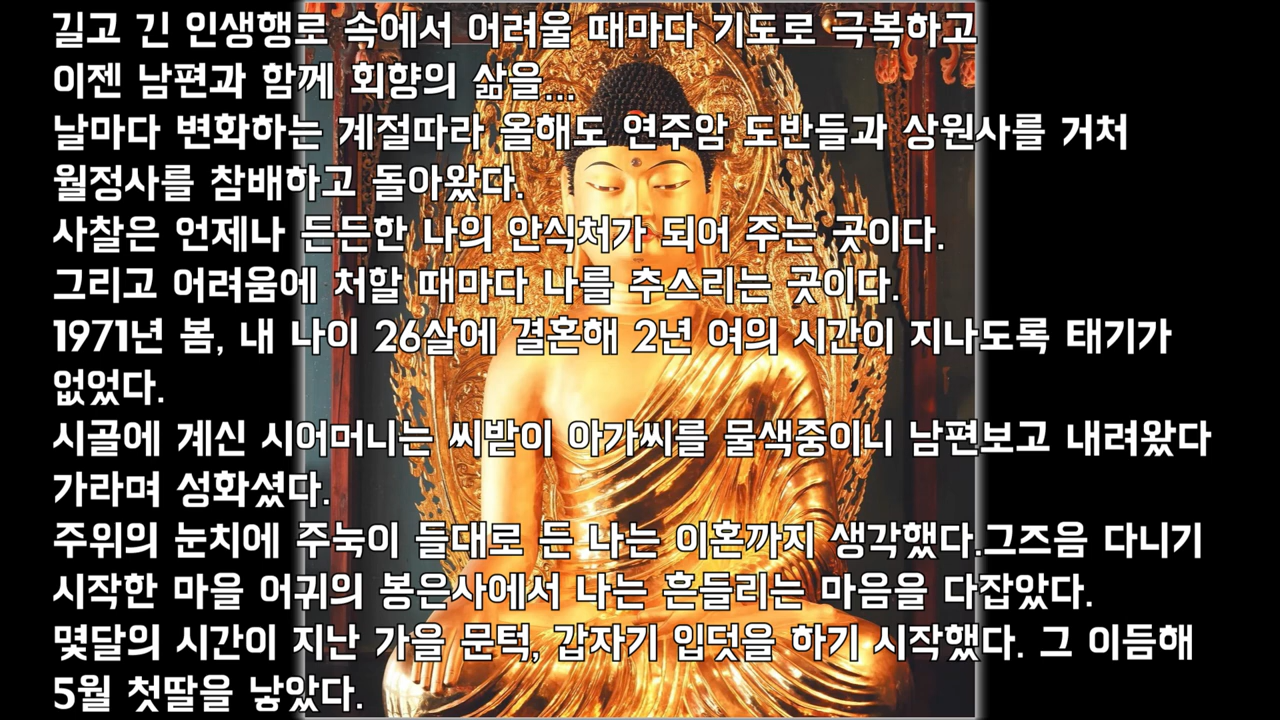 길고 긴 인생행로 속에서 어려울 때마다 기도로 극복하고
이젠 남편과 함께 회향의 삶을...
날마다 변화하는 계절따라 올해도 연주암 도반들과 상원사를 거쳐
월정사를 참배하고 돌아왔다.
사찰은 언제나 든든한 나의 안식처가 되어 주는 곳이다.
그리고 어려움에 처할 때마다 나를 추스리는 곳이다.
1971년 봄, 내 나이 26살에 결혼해 2년 여의 시간이 지나도록 태기가
없었다.
시골에 계신 시어머니는 씨받이 아가씨를 물색중이니 남편보고 내려왔다
가라며 성화셨다.
주위의 눈치에 주눅이 들대로 든 나는 이혼까지 생각했다.그즈음 다니기
시작한 마을 어귀의 봉은사에서 나는 흔들리는 마음을 다잡았다.
몇달의 시간이 지난 가을 문턱, 갑자기 입덧을 하기 시작했다. 그 이듬해
5월 첫딸을 낳았다.